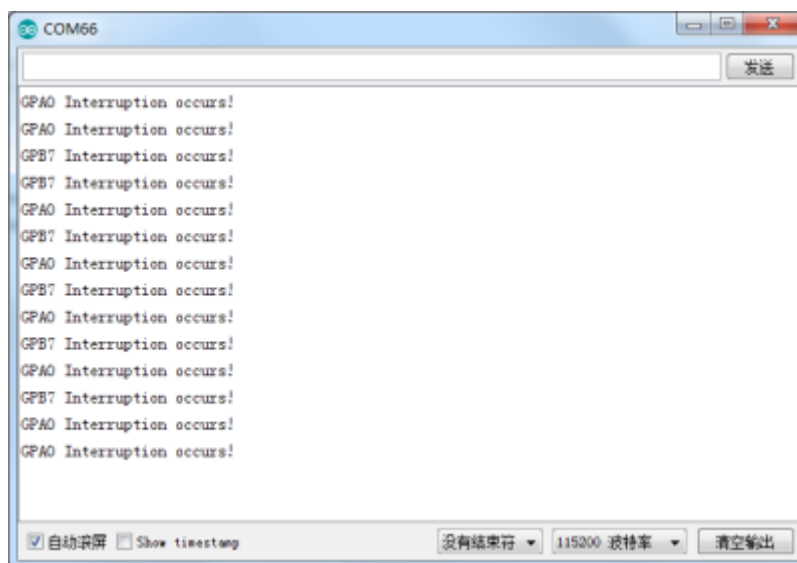 COM66
发送
GPA0 Interruption occurs!
GPA0 Interruption occurs!
GPB7 Interruption occurs!
GPB7 Interruption occurs!
GPA0 Interruption occurs!
GPB7 Interruption occurs!
GPA0 Interruption occurs!
GPB7 Interruption occurs!
GPA0 Interruption occurs!
GPB7 Interruption occurs!
GPA0 Interruption occurs!
GPB7 Interruption occurs!
GPA0 Interruption occurs!
GPA0 Interruption occurs!
自动滚屏 Show timestamp 没有结束符 115200 波特率 清空输出